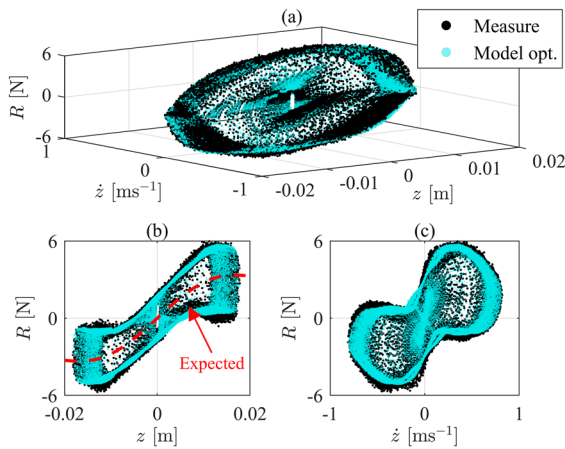 (a)
Measure
Model opt.
6
0
-6
R [N]
1
0
-1
ż [ms⁻¹]
-0.02
-0.01
0
0.01
0.02
z [m]
(b)
6
0
-6
R [N]
Expected
-0.02
0
0.02
z [m]
(c)
6
0
-6
R [N]
-1
0
1
ż [ms⁻¹]